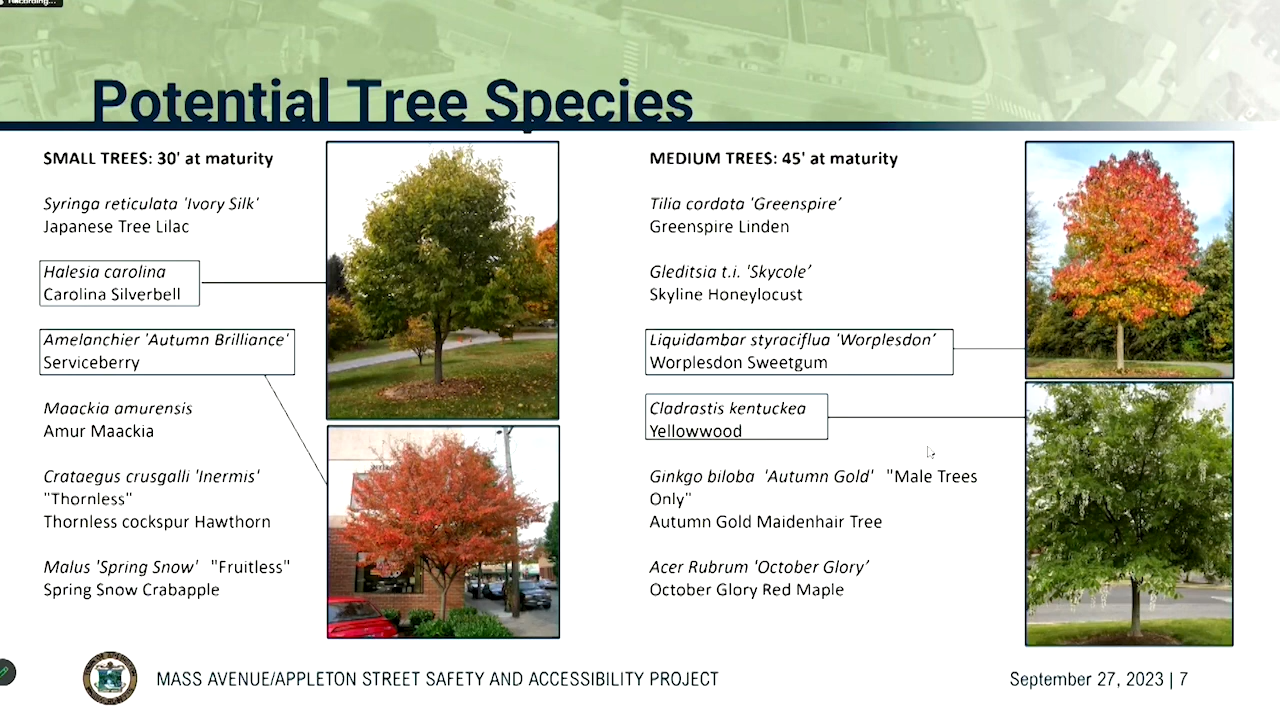 Recording...
Potential Tree Species
SMALL TREES: 30' at maturity
Syringa reticulata 'Ivory Silk'
Japanese Tree Lilac
Halesia carolina
Carolina Silverbell
Amelanchier 'Autumn Brilliance'
Serviceberry
Maackia amurensis
Amur Maackia
Crataegus crusgalli 'Inermis'
"Thornless"
Thornless cockspur Hawthorn
Malus 'Spring Snow' "Fruitless"
Spring Snow Crabapple
MEDIUM TREES: 45' at maturity
Tilia cordata 'Greenspire'
Greenspire Linden
Gleditsia t.i. 'Skycole'
Skyline Honeylocust
Liquidambar styraciflua 'Worplesdon'
Worplesdon Sweetgum
Cladrastis kentuckea
Yellowwood
Ginkgo biloba 'Autumn Gold' "Male Trees
Only"
Autumn Gold Maidenhair Tree
Acer Rubrum 'October Glory'
October Glory Red Maple
MASS AVENUE/APPLETON STREET SAFETY AND ACCESSIBILITY PROJECT
September 27, 2023 | 7